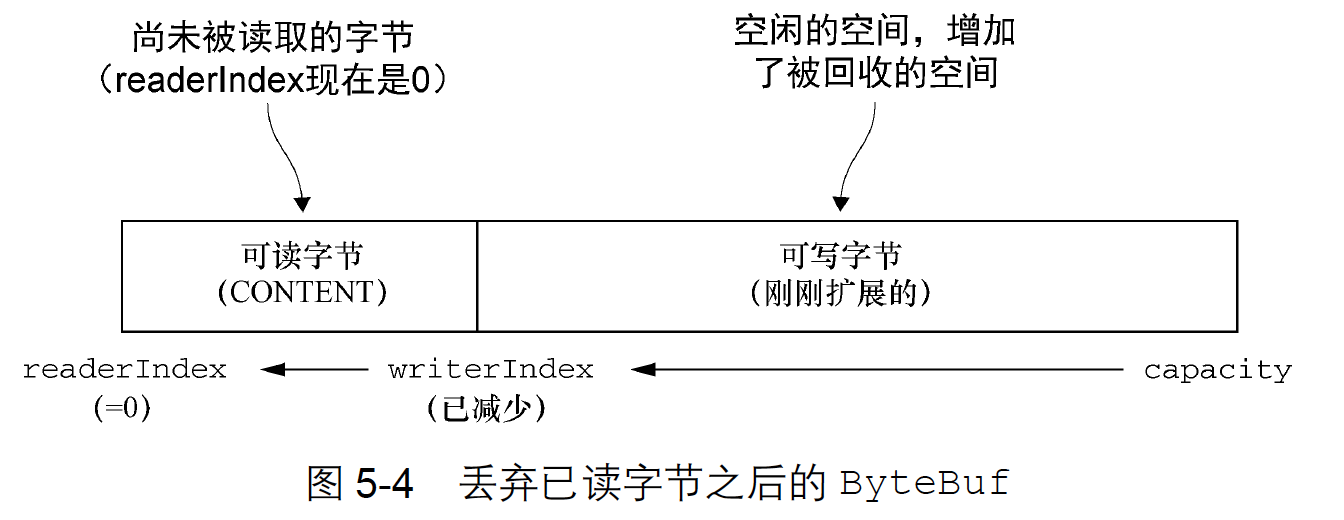 尚未被读取的字节
（readerIndex现在是0）
空闲的空间，增加
了被回收的空间
可读字节
（CONTENT）
可写字节
（刚刚扩展的）
readerIndex
（=0）
writerIndex
（已减少）
capacity
图 5-4 丢弃已读字节之后的 ByteBuf